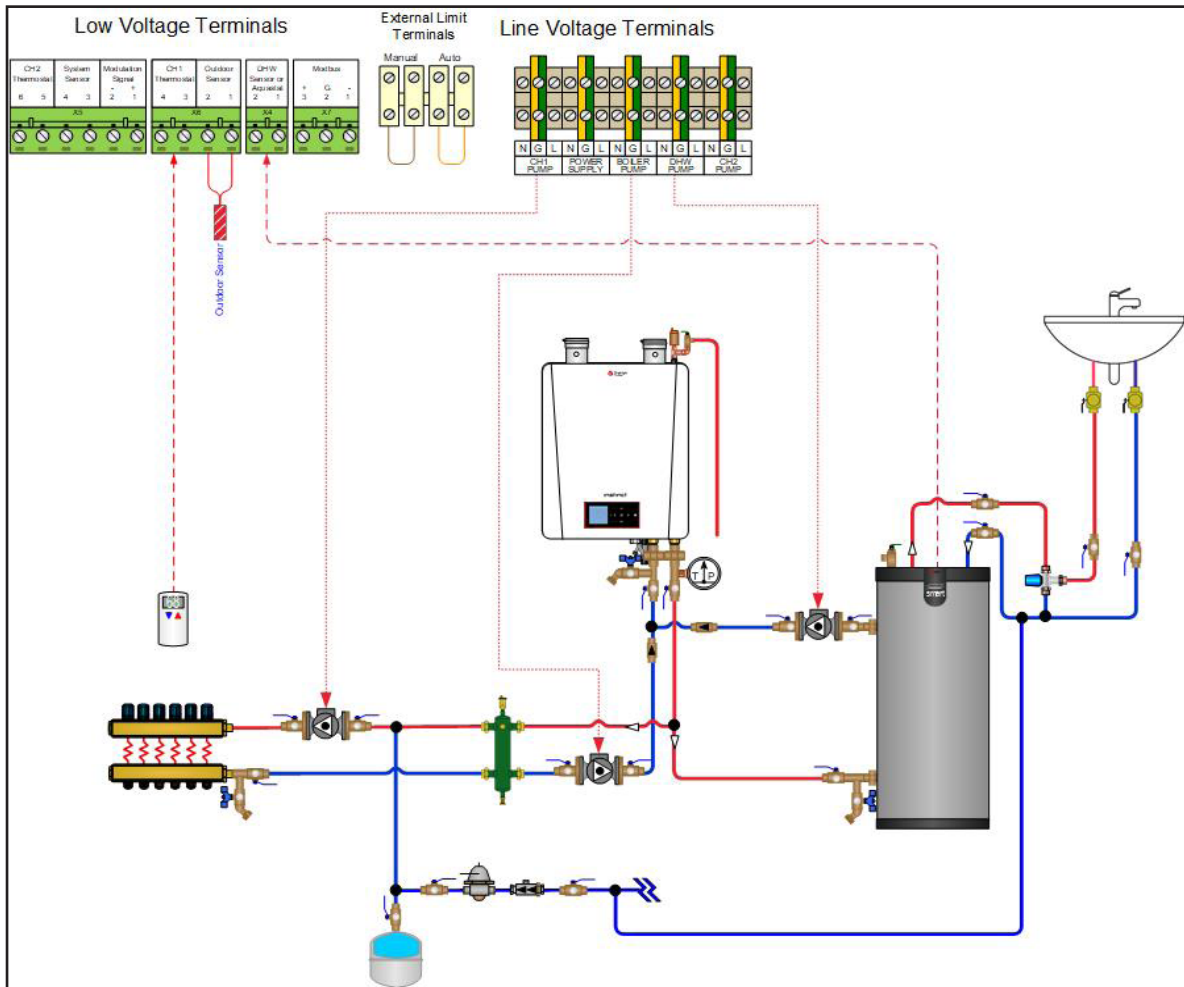 Low Voltage Terminals
External Limit
Terminals
Line Voltage Terminals
Manual Auto
CH2
Thermostat
6 5
System
Sensor
4 3
Modulation
Signal
- +
2 1
X5
CH1
Thermostat
4 3
Outdoor
Sensor
2 1
X6
DHW
Sensor or
Aquastat
2 1
X4
Modbus
+ G -
3 2 1
X7
N G L N G L N G L N G L N G L
CH1
PUMP
POWER
SUPPLY
BOILER
PUMP
DHW
PUMP
CH2
PUMP
Outdoor Sensor
T P
smart